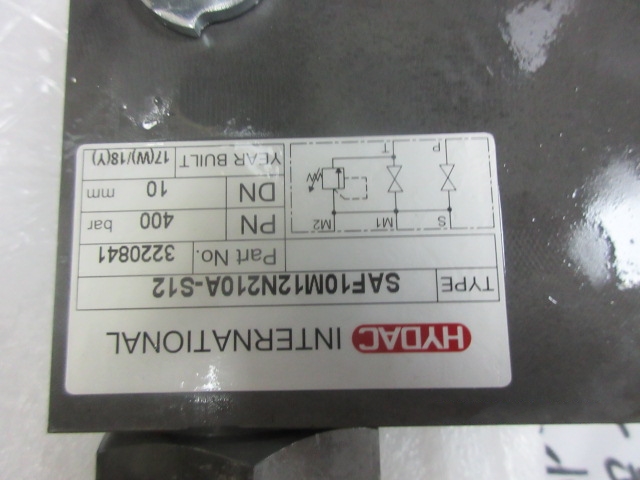 HYDAC INTERNATIONAL
TYPE SAF10M12N210A-S12
Part No. 3220841
PN 400 bar
DN 10 mm
YEAR BUILT 17(W)/18(Y)
S M1 M2
P T